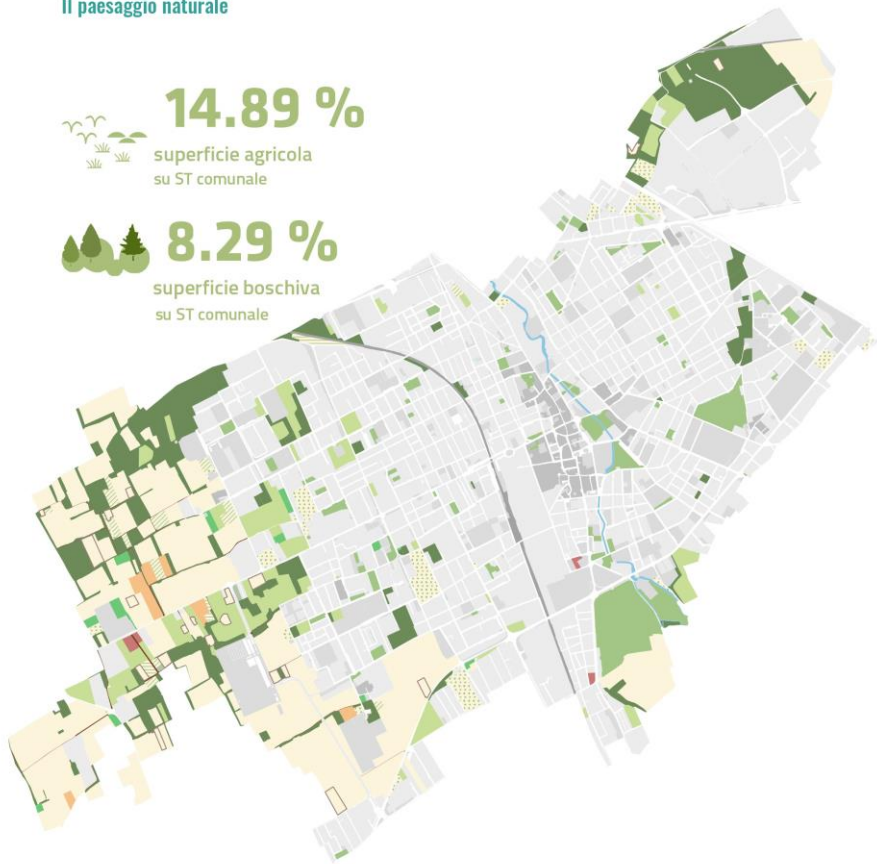 Il paesaggio naturale
14.89 %
superficie agricola
su ST comunale
8.29 %
superficie boschiva
su ST comunale